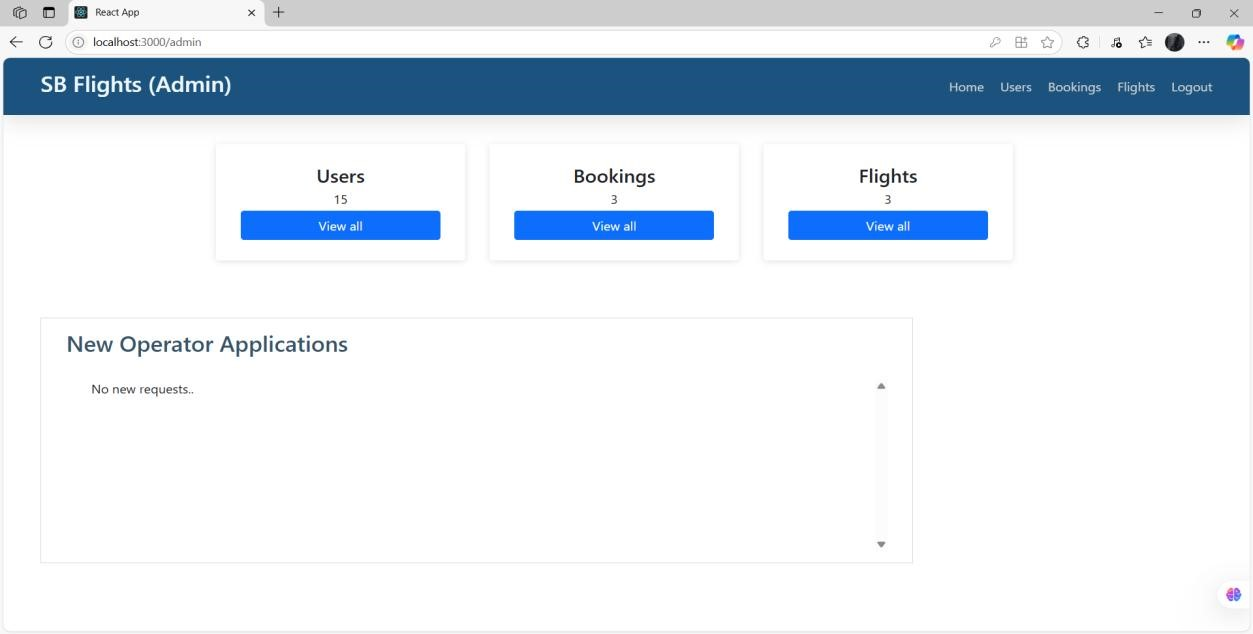 React App
localhost:3000/admin
SB Flights (Admin)
Home Users Bookings Flights Logout
Users
15
View all
Bookings
3
View all
Flights
3
View all
New Operator Applications
No new requests..